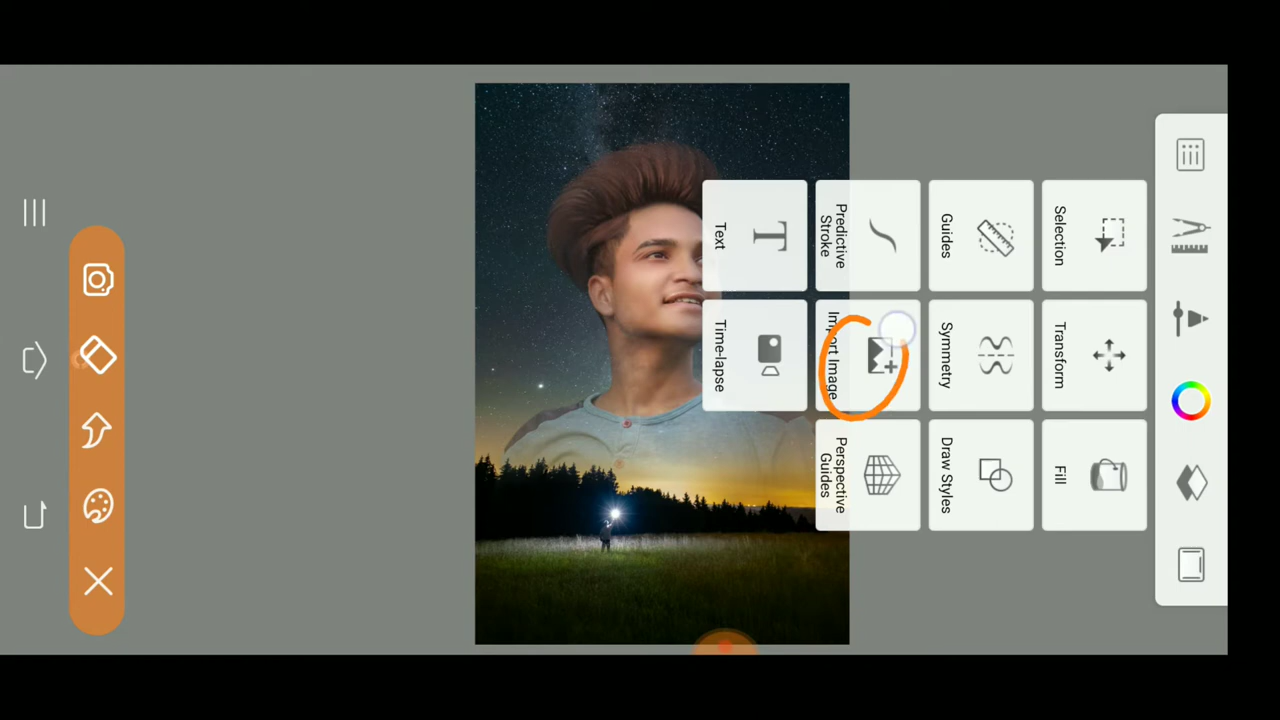 Selection
Transform
Fill
Guides
Symmetry
Draw Styles
Predictive
Stroke
Import Image
Perspective
Guides
Text
Time-lapse